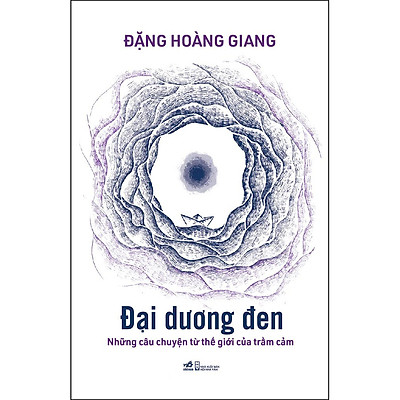 ĐẶNG HOÀNG GIANG
Đại dương đen
Những câu chuyện từ thế giới của trầm cảm